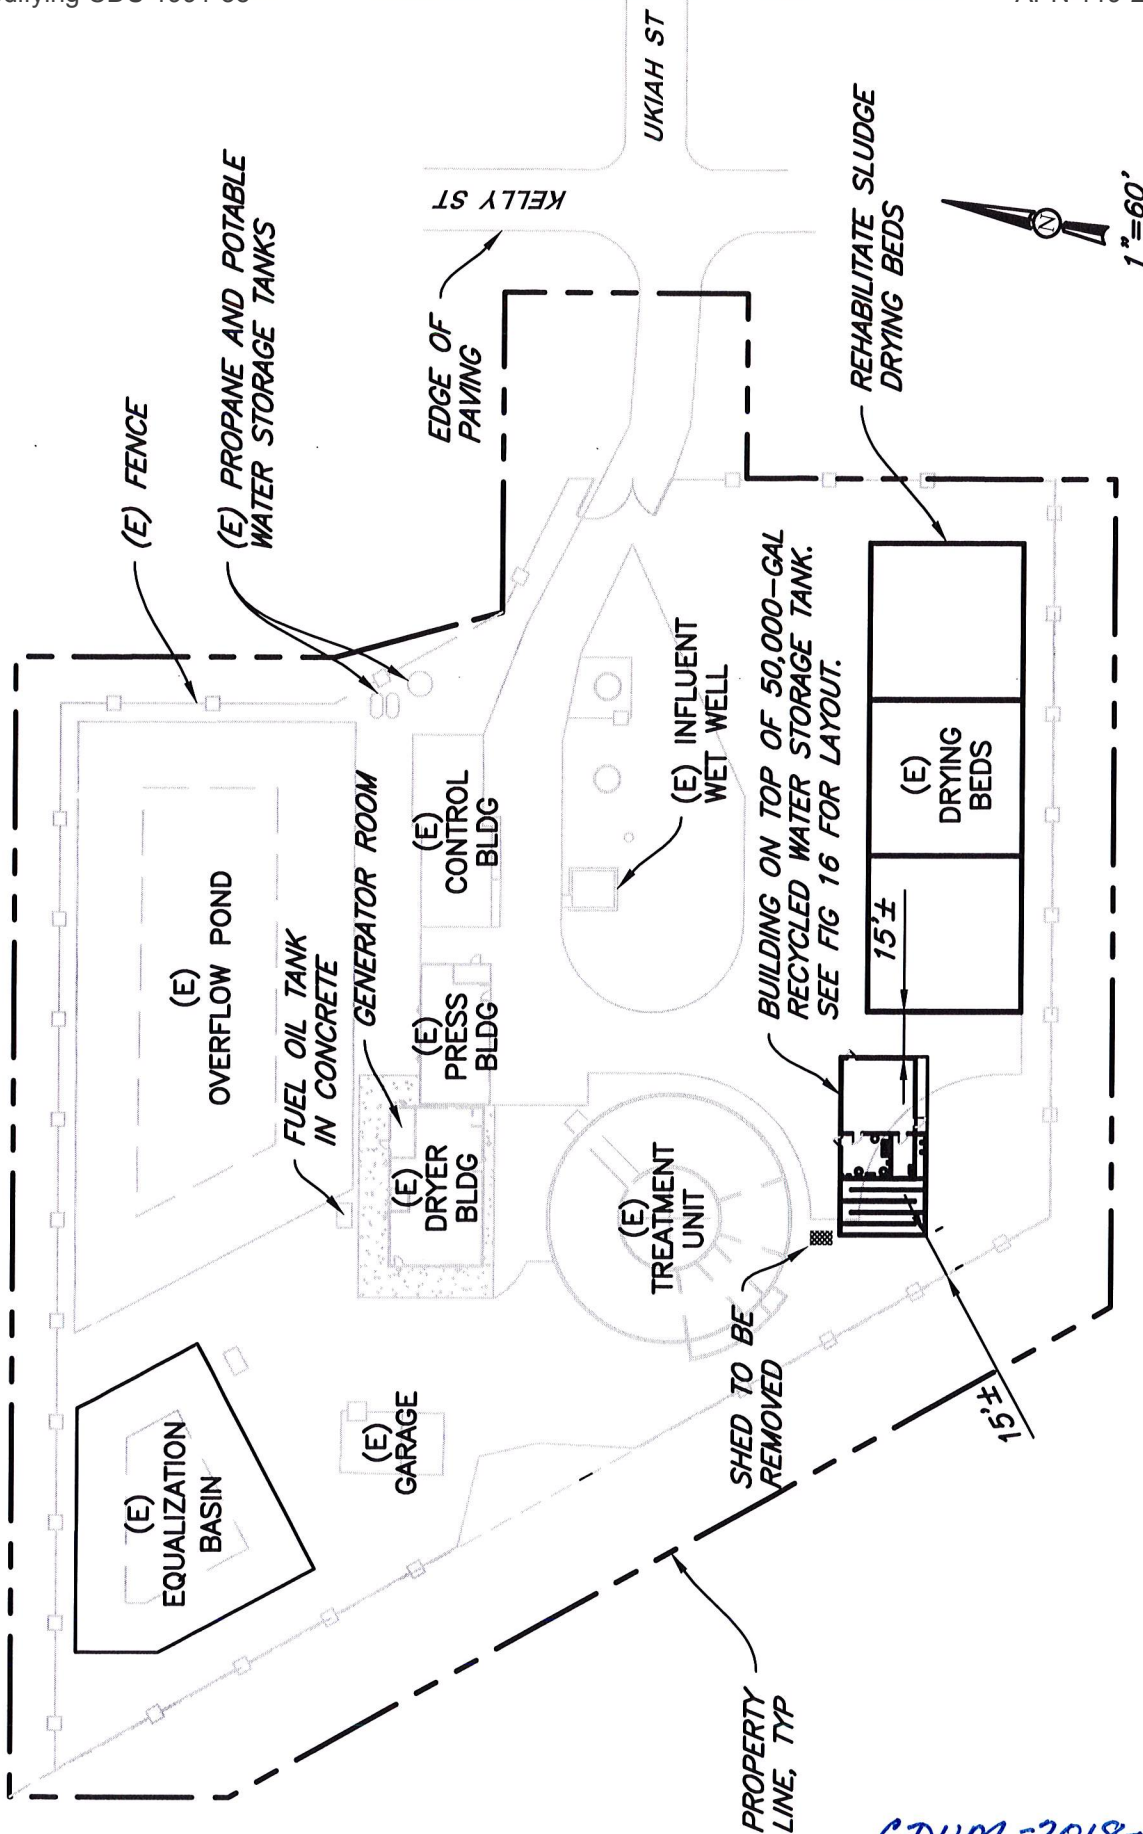 UKIAH ST
KELLY ST
(E) FENCE
(E) PROPANE AND POTABLE
WATER STORAGE TANKS
EDGE OF
PAVING
REHABILITATE SLUDGE
DRYING BEDS
N
1"=60'
(E)
OVERFLOW POND
FUEL OIL TANK
IN CONCRETE
GENERATOR ROOM
(E)
CONTROL
BLDG
(E)
PRESS
BLDG
(E)
DRYER
BLDG
(E) INFLUENT
WET WELL
BUILDING ON TOP OF 50,000-GAL
RECYCLED WATER STORAGE TANK.
SEE FIG 16 FOR LAYOUT.
(E)
DRYING
BEDS
15'±
(E)
TREATMENT
UNIT
(E)
EQUALIZATION
BASIN
(E)
GARAGE
SHED TO BE
REMOVED
15'±
PROPERTY
LINE, TYP